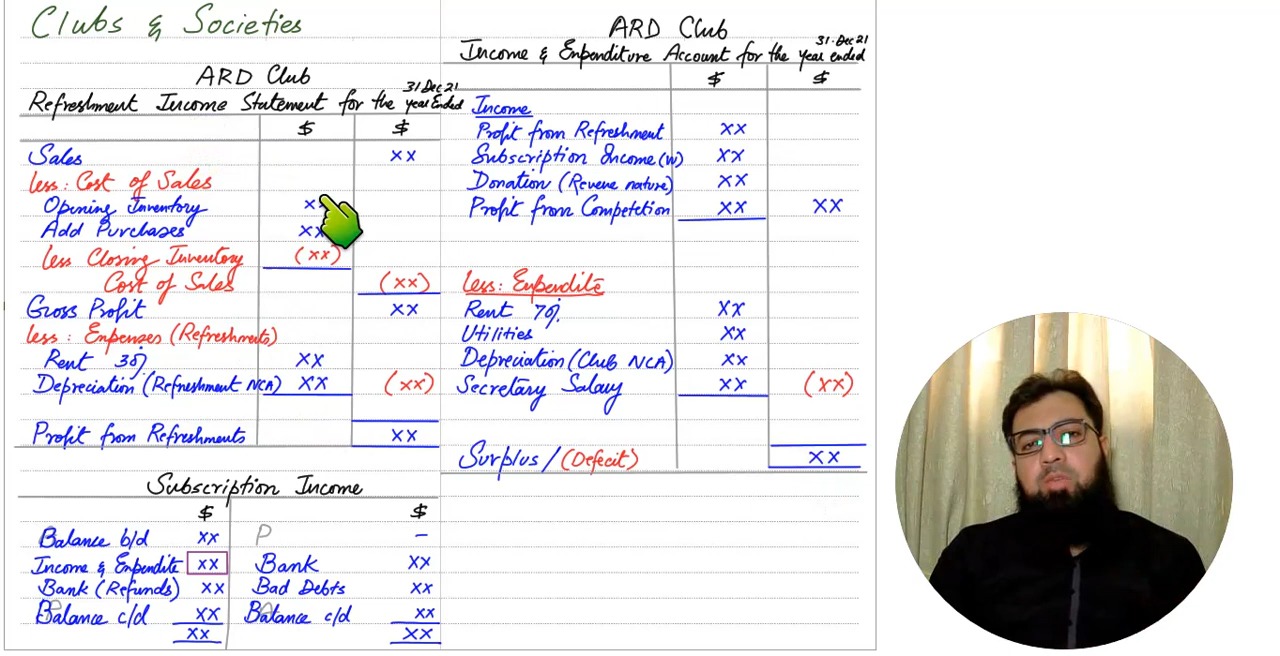 Clubs & Societies
ARD Club
Refreshment Income Statement for the year Ended 31 Dec 21
$ $
Sales xx
less: Cost of Sales
Opening Inventory xx
Add Purchases xx
less Closing Inventory (xx)
Cost of Sales (xx)
Gross Profit xx
less: Expenses (Refreshments)
Rent 30% xx
Depreciation (Refreshment NCA) xx (xx)
Profit from Refreshments xx
Subscription Income
$ $
Balance b/d xx P –
Income & Expendite xx Bank xx
Bank (Refunds) xx Bad Debts xx
Balance c/d xx Balance c/d xx
xx xx
ARD Club
Income & Expenditure Account for the year ended 31 Dec 21
$ $
Income
Profit from Refreshment xx
Subscription Income (W) xx
Donation (Reveue nature) xx
Profit from Competetion xx xx
less: Expendite
Rent 70% xx
Utilities xx
Depreciation (Club NCA) xx
Secretary Salary xx (xx)
Surplus / (Defecit) xx